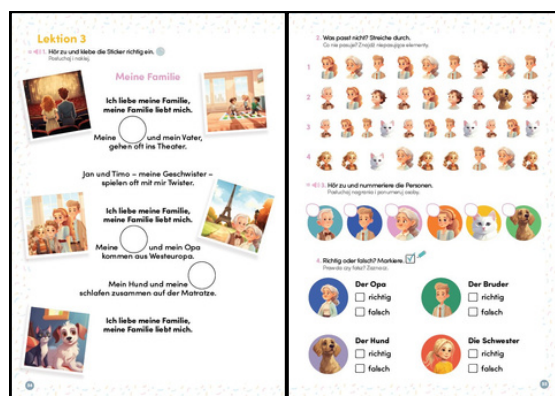 Lektion 3
1. Hör zu und klebe die Sticker richtig ein.
Posłuchaj i naklej.
Meine Familie
Ich liebe meine Familie,
meine Familie liebt mich.
Meine und mein Vater,
gehen oft ins Theater.
Jan und Timo – meine Geschwister –
spielen oft mit mir Twister.
Ich liebe meine Familie,
meine Familie liebt mich.
Meine und mein Opa
kommen aus Westeuropa.
Mein Hund und meine
schlafen zusammen auf der Matratze.
Ich liebe meine Familie,
meine Familie liebt mich.
2. Was passt nicht? Streiche durch.
Co nie pasuje? Znajdź niepasujące elementy.
1
2
3
4
3. Hör zu und nummeriere die Personen.
Posłuchaj nagrania i ponumeruj osoby.
4. Richtig oder falsch? Markiere.
Prawda czy fałsz? Zaznacz.
Der Opa
richtig
falsch
Der Bruder
richtig
falsch
Der Hund
richtig
falsch
Die Schwester
richtig
falsch